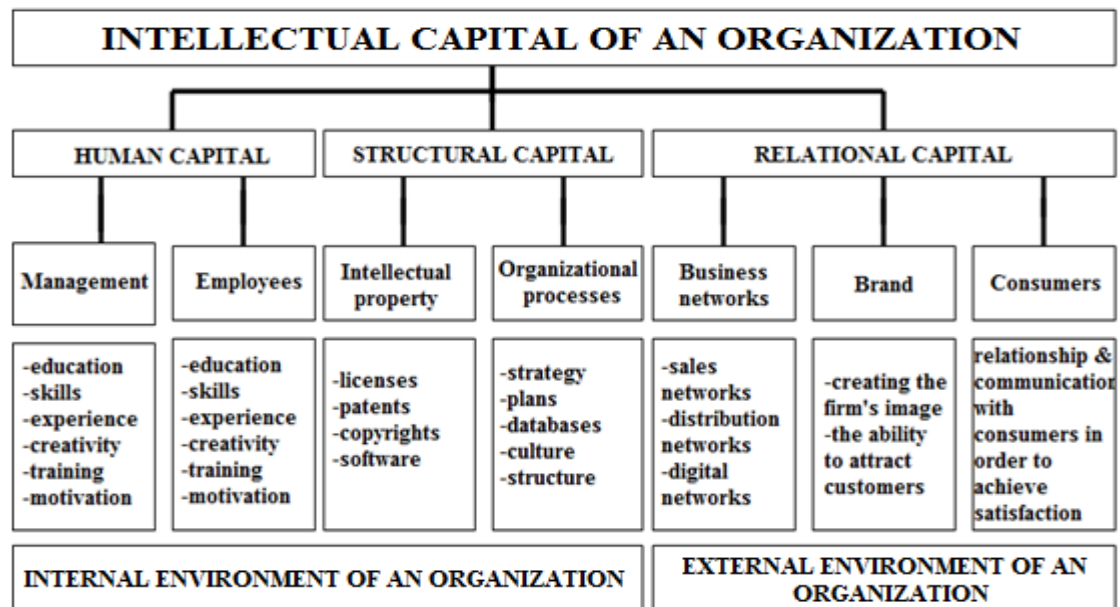 INTELLECTUAL CAPITAL OF AN ORGANIZATION
HUMAN CAPITAL
STRUCTURAL CAPITAL
RELATIONAL CAPITAL
Management
Employees
Intellectual
property
Organizational
processes
Business
networks
Brand
Consumers
-education
-skills
-experience
-creativity
-training
-motivation
-education
-skills
-experience
-creativity
-training
-motivation
-licenses
-patents
-copyrights
-software
-strategy
-plans
-databases
-culture
-structure
-sales
networks
-distribution
networks
-digital
networks
-creating the
firm's image
-the ability
to attract
customers
relationship &
communication
with
consumers in
order to
achieve
satisfaction
INTERNAL ENVIRONMENT OF AN ORGANIZATION
EXTERNAL ENVIRONMENT OF AN
ORGANIZATION